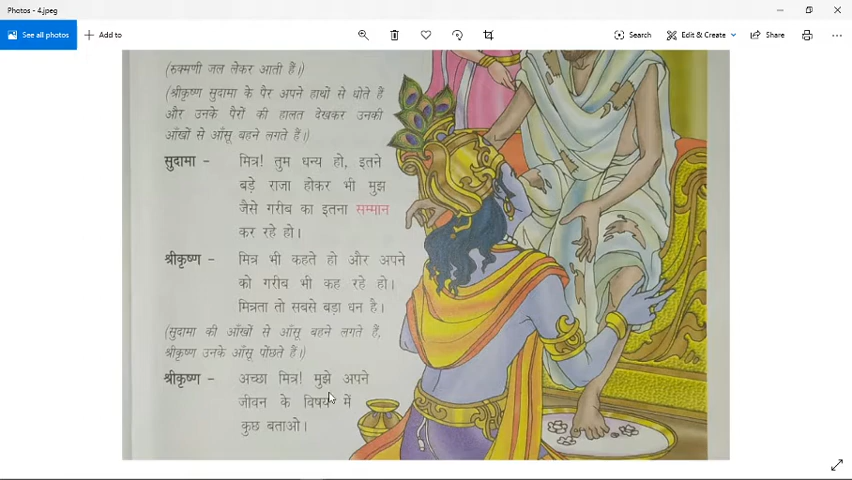 Photos - 4.jpeg
See all photos
Add to
Search
Edit & Create
Share
(रुक्मणी जल लेकर आती हैं।)
(श्रीकृष्ण सुदामा के पैर अपने हाथों से धोते हैं
और उनके पैरों की हालत देखकर उनकी
आँखों से आँसू बहने लगते हैं।)
सुदामा - मित्र! तुम धन्य हो, इतने
बड़े राजा होकर भी मुझ
जैसे गरीब का इतना सम्मान
कर रहे हो।
श्रीकृष्ण - मित्र भी कहते हो और अपने
को गरीब भी कह रहे हो।
मित्रता तो सबसे बड़ा धन है।
(सुदामा की आँखों से आँसू बहने लगते हैं,
श्रीकृष्ण उनके आँसू पोंछते हैं।)
श्रीकृष्ण - अच्छा मित्र! मुझे अपने
जीवन के विषय में
कुछ बताओ।